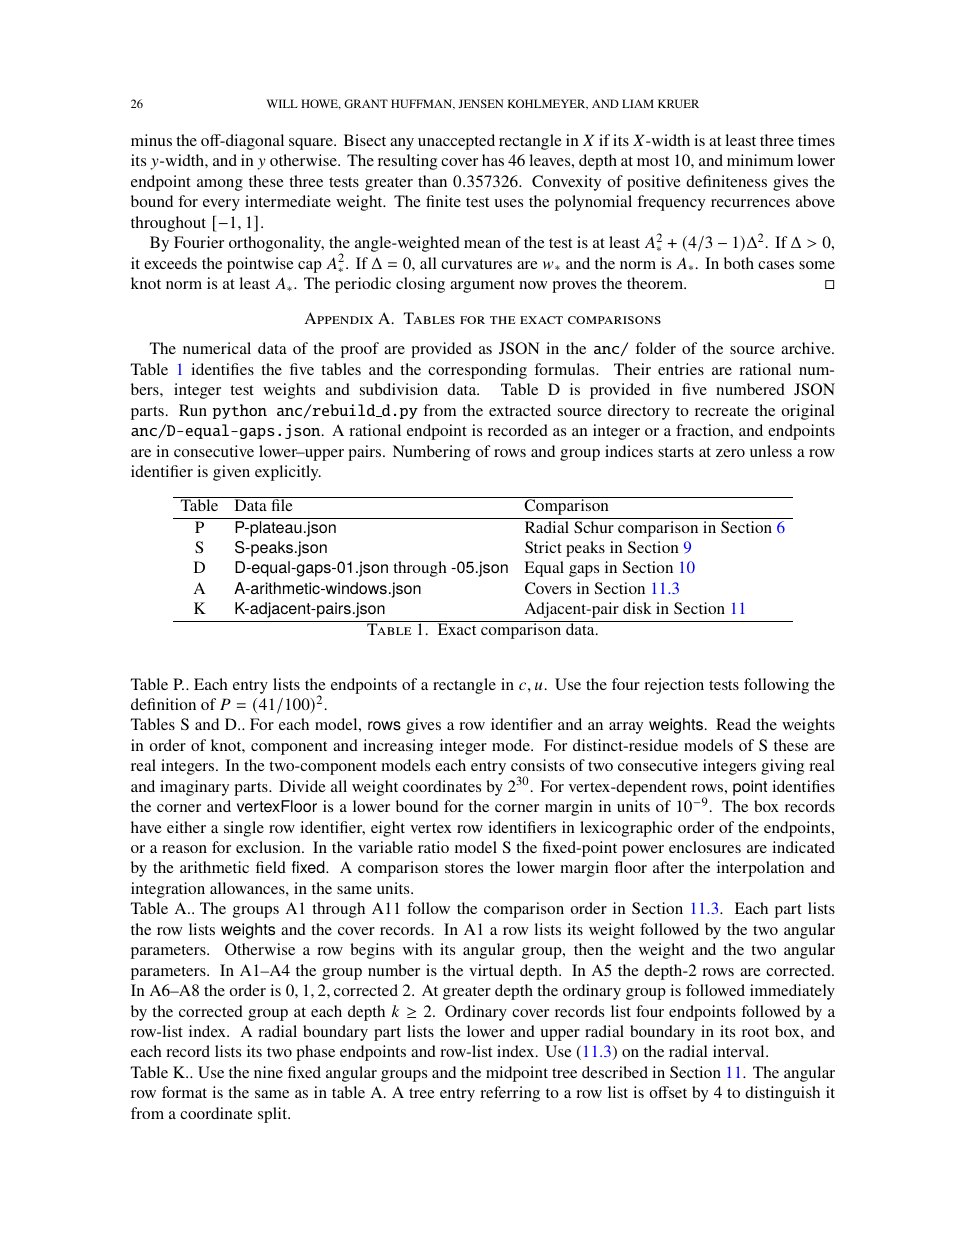 26 WILL HOWE, GRANT HUFFMAN, JENSEN KOHLMEYER, AND LIAM KRUER
minus the off-diagonal square. Bisect any unaccepted rectangle in X if its X-width is at least three times
its y-width, and in y otherwise. The resulting cover has 46 leaves, depth at most 10, and minimum lower
endpoint among these three tests greater than 0.357326. Convexity of positive definiteness gives the
bound for every intermediate weight. The finite test uses the polynomial frequency recurrences above
throughout [−1, 1].
By Fourier orthogonality, the angle-weighted mean of the test is at least A²∗ + (4/3 − 1)Δ². If Δ > 0,
it exceeds the pointwise cap A²∗. If Δ = 0, all curvatures are w∗ and the norm is A∗. In both cases some
knot norm is at least A∗. The periodic closing argument now proves the theorem. □
Appendix A. Tables for the exact comparisons
The numerical data of the proof are provided as JSON in the anc/ folder of the source archive.
Table 1 identifies the five tables and the corresponding formulas. Their entries are rational num-
bers, integer test weights and subdivision data. Table D is provided in five numbered JSON
parts. Run python anc/rebuild_d.py from the extracted source directory to recreate the original
anc/D-equal-gaps.json. A rational endpoint is recorded as an integer or a fraction, and endpoints
are in consecutive lower–upper pairs. Numbering of rows and group indices starts at zero unless a row
identifier is given explicitly.
Table Data file Comparison
P P-plateau.json Radial Schur comparison in Section 6
S S-peaks.json Strict peaks in Section 9
D D-equal-gaps-01.json through -05.json Equal gaps in Section 10
A A-arithmetic-windows.json Covers in Section 11.3
K K-adjacent-pairs.json Adjacent-pair disk in Section 11
Table 1. Exact comparison data.
Table P.. Each entry lists the endpoints of a rectangle in c, u. Use the four rejection tests following the
definition of P = (41/100)².
Tables S and D.. For each model, rows gives a row identifier and an array weights. Read the weights
in order of knot, component and increasing integer mode. For distinct-residue models of S these are
real integers. In the two-component models each entry consists of two consecutive integers giving real
and imaginary parts. Divide all weight coordinates by 2³⁰. For vertex-dependent rows, point identifies
the corner and vertexFloor is a lower bound for the corner margin in units of 10⁻⁹. The box records
have either a single row identifier, eight vertex row identifiers in lexicographic order of the endpoints,
or a reason for exclusion. In the variable ratio model S the fixed-point power enclosures are indicated
by the arithmetic field fixed. A comparison stores the lower margin floor after the interpolation and
integration allowances, in the same units.
Table A.. The groups A1 through A11 follow the comparison order in Section 11.3. Each part lists
the row lists weights and the cover records. In A1 a row lists its weight followed by the two angular
parameters. Otherwise a row begins with its angular group, then the weight and the two angular
parameters. In A1–A4 the group number is the virtual depth. In A5 the depth-2 rows are corrected.
In A6–A8 the order is 0, 1, 2, corrected 2. At greater depth the ordinary group is followed immediately
by the corrected group at each depth k ≥ 2. Ordinary cover records list four endpoints followed by a
row-list index. A radial boundary part lists the lower and upper radial boundary in its root box, and
each record lists its two phase endpoints and row-list index. Use (11.3) on the radial interval.
Table K.. Use the nine fixed angular groups and the midpoint tree described in Section 11. The angular
row format is the same as in table A. A tree entry referring to a row list is offset by 4 to distinguish it
from a coordinate split.